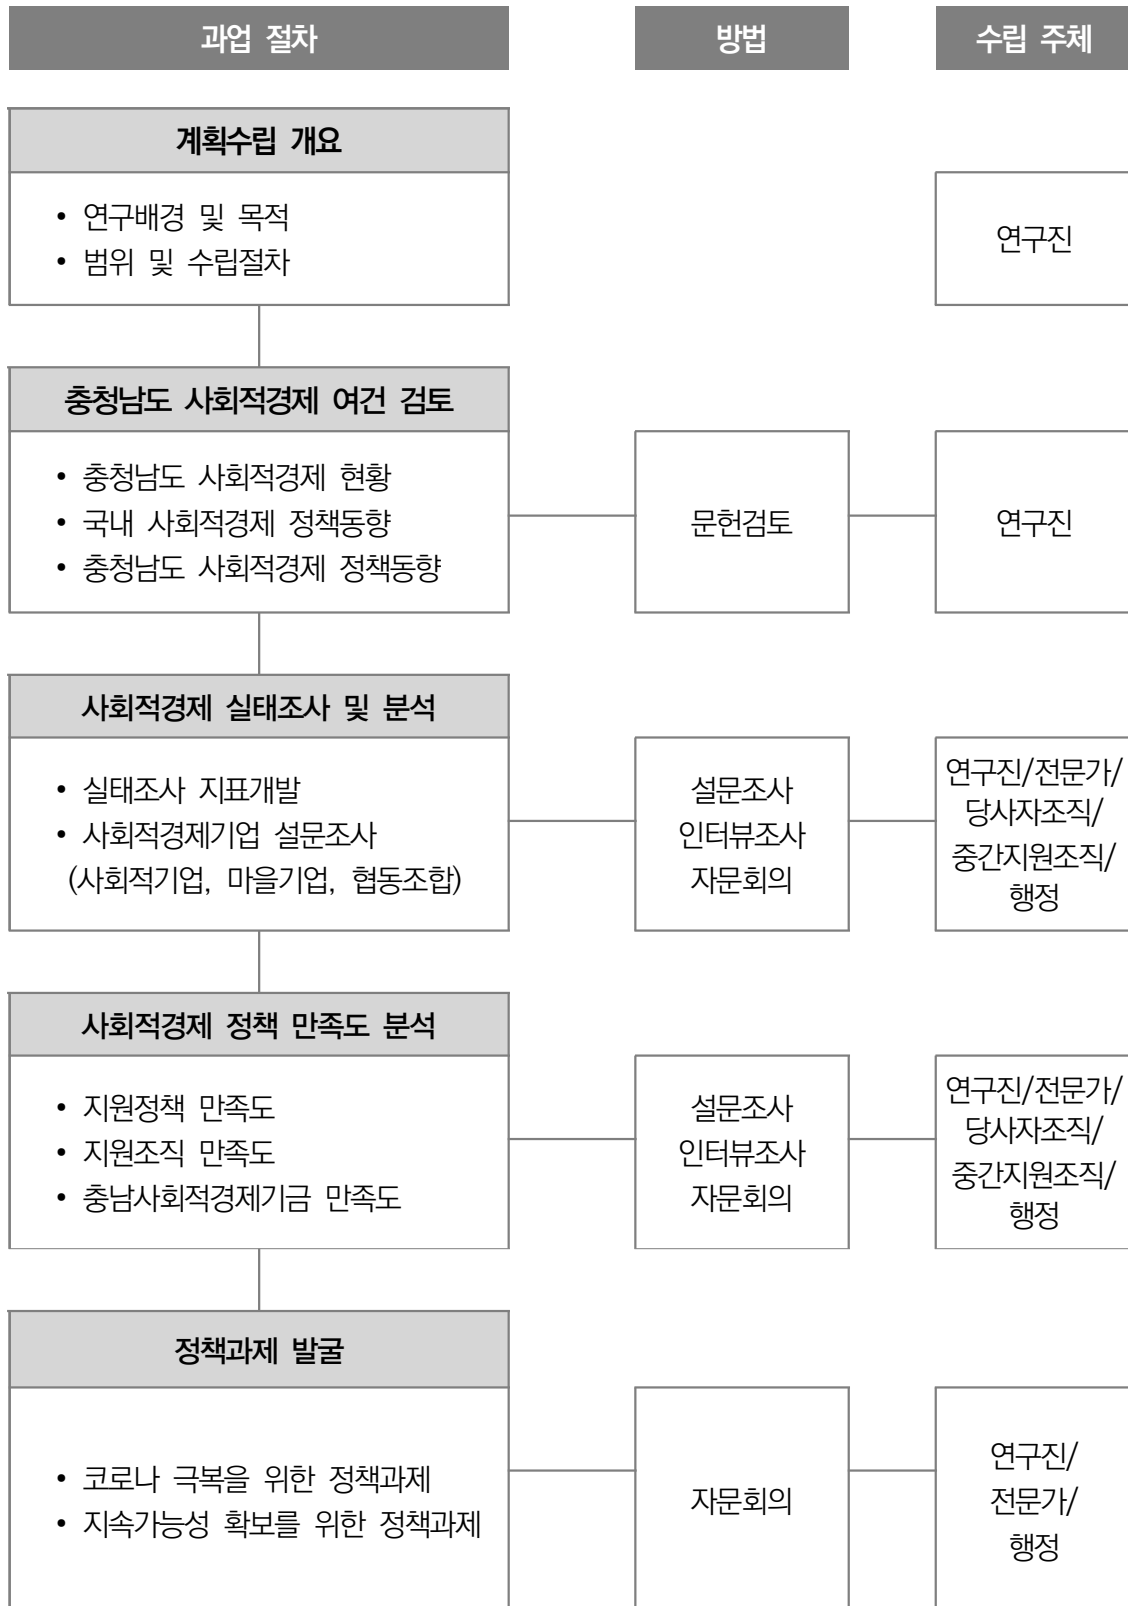 과업 절차
방법
수립 주체
계획수립 개요
• 연구배경 및 목적
• 범위 및 수립절차
연구진
충청남도 사회적경제 여건 검토
• 충청남도 사회적경제 현황
• 국내 사회적경제 정책동향
• 충청남도 사회적경제 정책동향
문헌검토
연구진
사회적경제 실태조사 및 분석
• 실태조사 지표개발
• 사회적경제기업 설문조사
(사회적기업, 마을기업, 협동조합)
설문조사
인터뷰조사
자문회의
연구진/전문가/
당사자조직/
중간지원조직/
행정
사회적경제 정책 만족도 분석
• 지원정책 만족도
• 지원조직 만족도
• 충남사회적경제기금 만족도
설문조사
인터뷰조사
자문회의
연구진/전문가/
당사자조직/
중간지원조직/
행정
정책과제 발굴
• 코로나 극복을 위한 정책과제
• 지속가능성 확보를 위한 정책과제
자문회의
연구진/
전문가/
행정